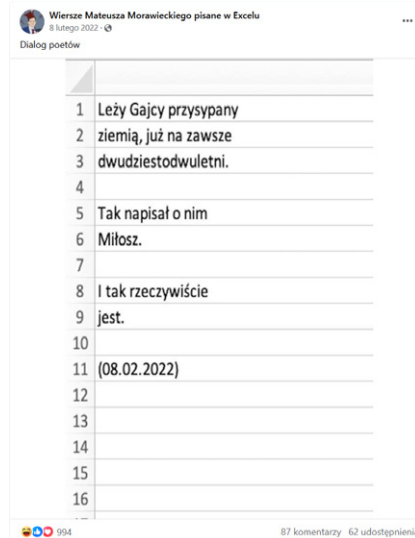 Wiersze Mateusza Morawieckiego pisane w Excelu
8 lutego 2022 ·
Dialog poetów
1 Leży Gajcy przysypany
2 ziemią, już na zawsze
3 dwudziestodwuletni.
4
5 Tak napisał o nim
6 Miłosz.
7
8 I tak rzeczywiście
9 jest.
10
11 (08.02.2022)
12
13
14
15
16
994 87 komentarzy 62 udostępnienia